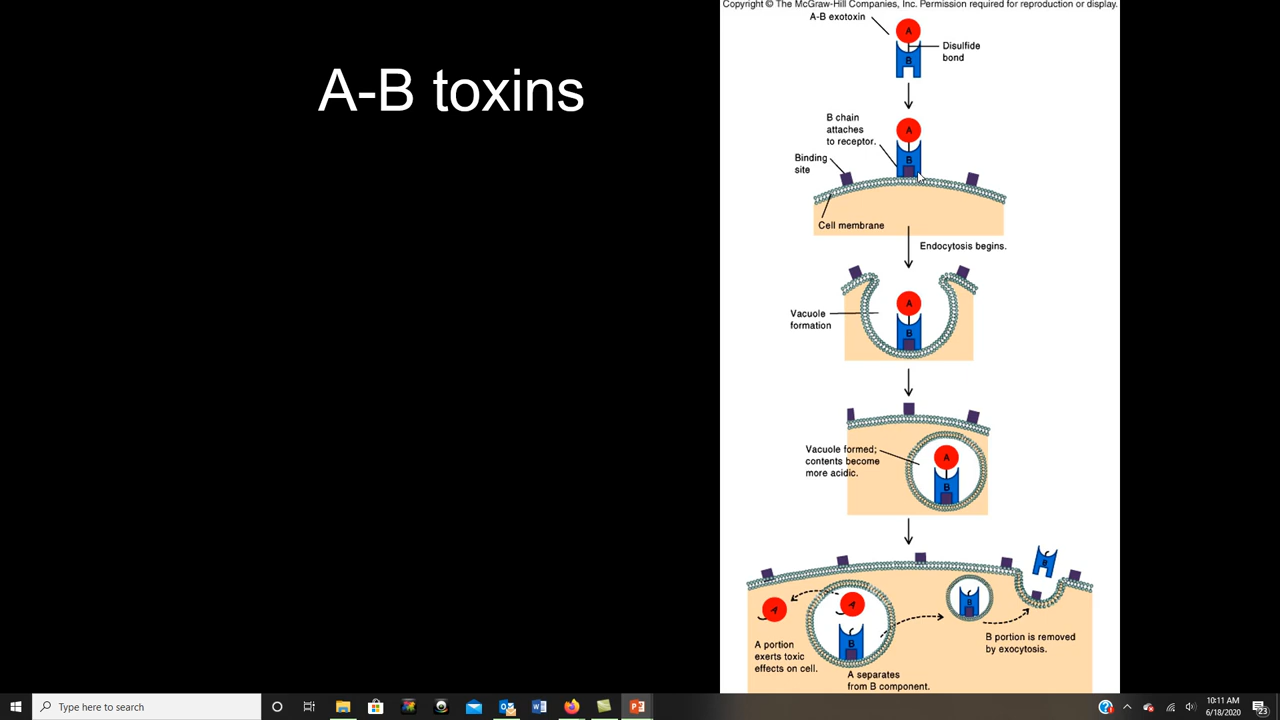 Copyright © The McGraw-Hill Companies, Inc. Permission required for reproduction or display.
A-B toxins
A-B exotoxin
A
Disulfide
bond
B
B chain
attaches
to receptor.
A
B
Binding
site
Cell membrane
Endocytosis begins.
A
B
Vacuole
formation
Vacuole formed;
contents become
more acidic.
A
B
B
A
A
B
B
A portion
exerts toxic
effects on cell.
A separates
from B component.
B portion is removed
by exocytosis.
Type here to search
10:11 AM
6/18/2020
23